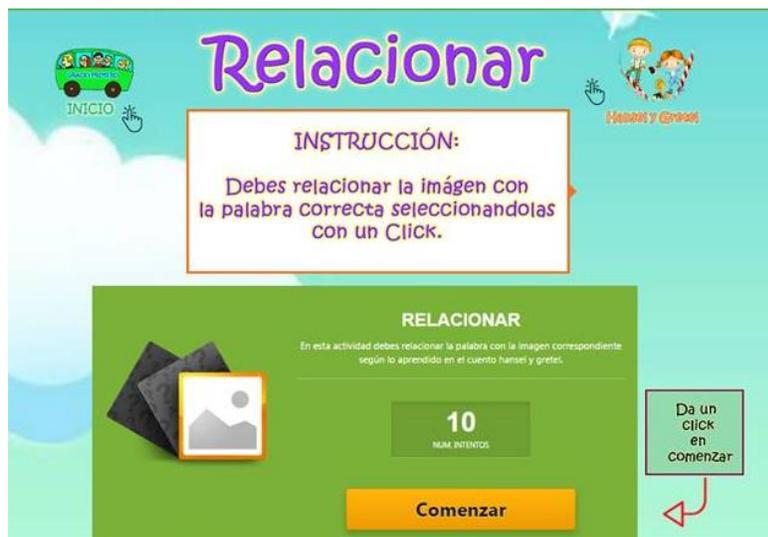 Relacionar
INICIO
Hansel y Gretel
INSTRUCCIÓN:
Debes relacionar la imágen con
la palabra correcta seleccionandolas
con un Click.
RELACIONAR
En esta actividad debes relacionar la palabra con la imagen correspondiente
según lo aprendido en el cuento hansel y gretel.
10
NUM. INTENTOS
Comenzar
Da un
click
en
comenzar